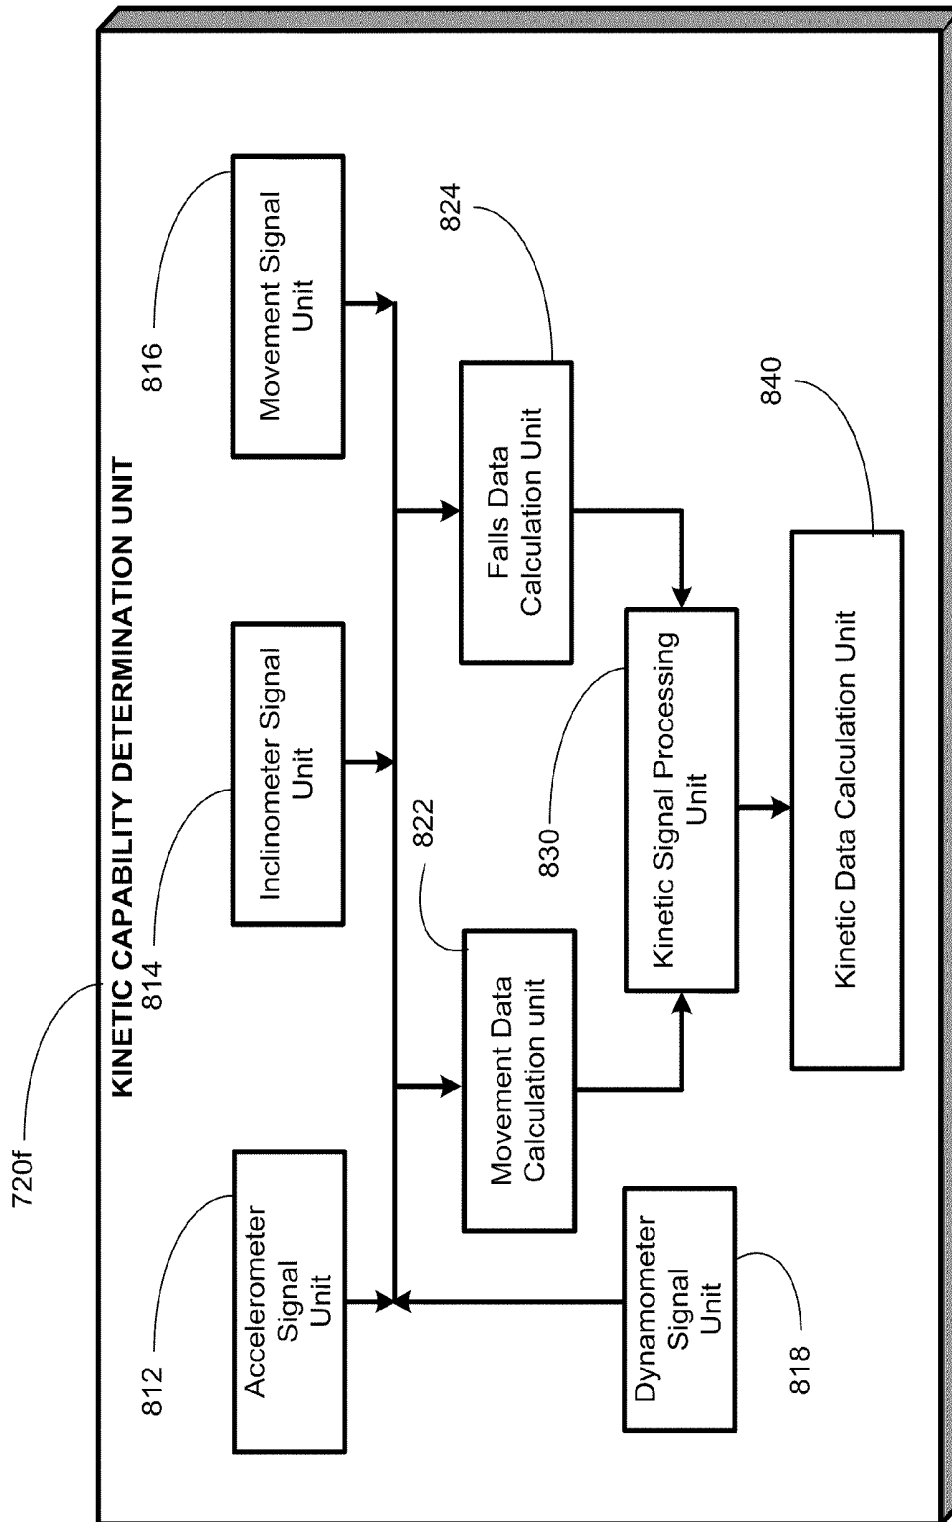 720f
KINETIC CAPABILITY DETERMINATION UNIT
812
Accelerometer
Signal
Unit
814
Inclinometer Signal
Unit
816
Movement Signal
Unit
822
Movement Data
Calculation unit
824
Falls Data
Calculation Unit
Dynamometer
Signal
Unit
818
830
Kinetic Signal Processing
Unit
840
Kinetic Data Calculation Unit